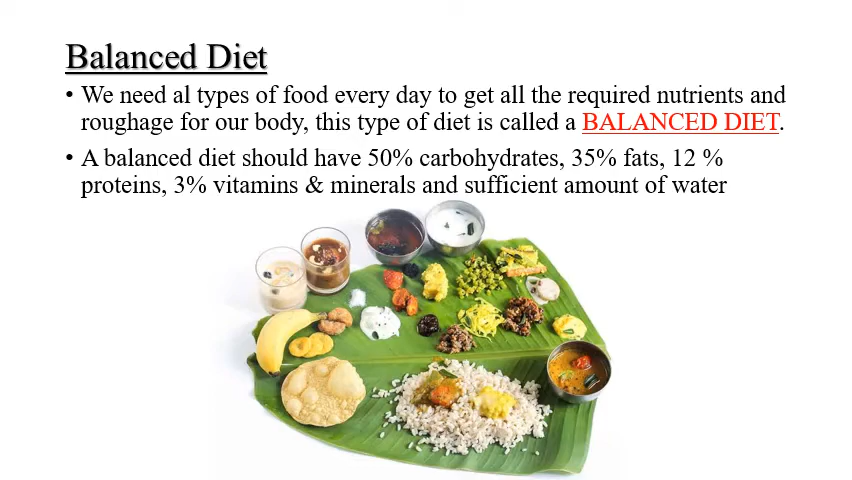 Balanced Diet
• We need al types of food every day to get all the required nutrients and
roughage for our body, this type of diet is called a BALANCED DIET.
• A balanced diet should have 50% carbohydrates, 35% fats, 12 %
proteins, 3% vitamins & minerals and sufficient amount of water